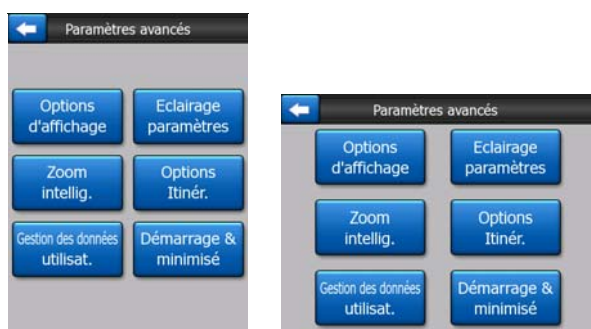 Paramètres avancés
Options
d'affichage
Eclairage
paramètres
Zoom
intellig.
Options
Itinér.
Gestion des données
utilisat.
Démarrage &
minimisé
Paramètres avancés
Options
d'affichage
Eclairage
paramètres
Zoom
intellig.
Options
Itinér.
Gestion des données
utilisat.
Démarrage &
minimisé